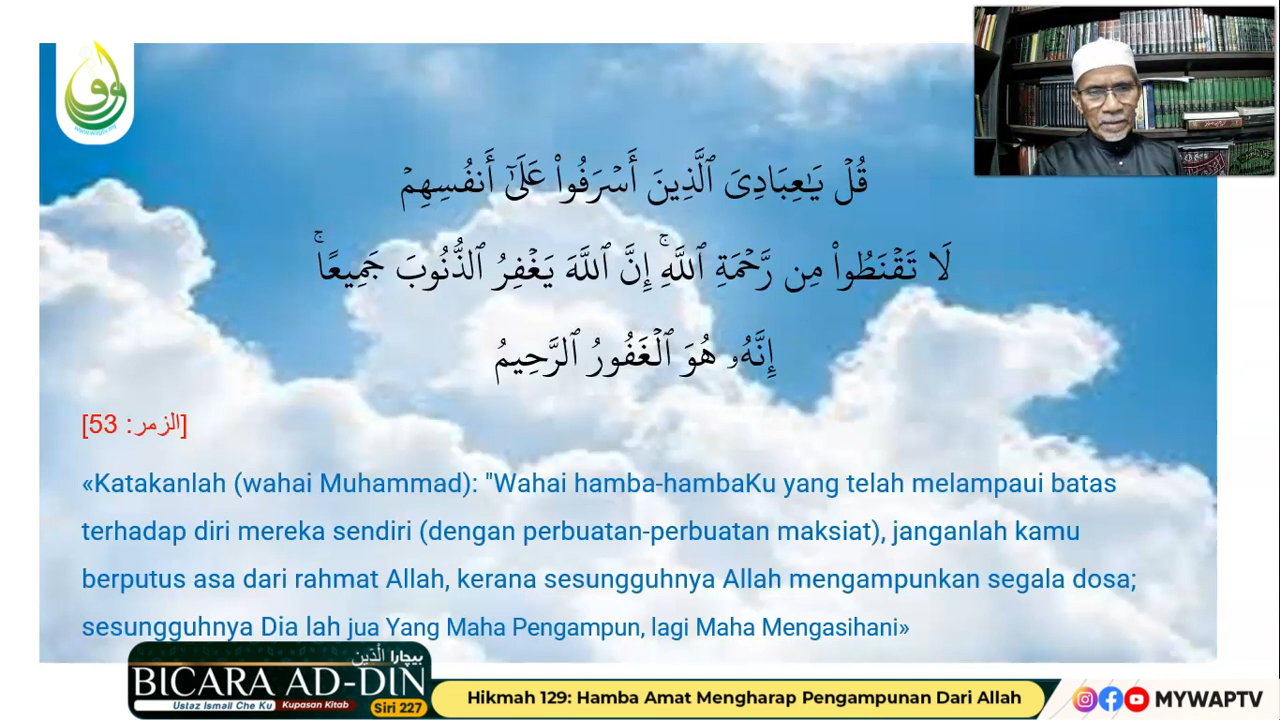 قُلۡ يَـٰعِبَادِىَ ٱلَّذِينَ أَسۡرَفُوا۟ عَلَىٰٓ أَنفُسِهِمۡ
لَا تَقۡنَطُوا۟ مِن رَّحۡمَةِ ٱللَّهِۚ إِنَّ ٱللَّهَ يَغۡفِرُ ٱلذُّنُوبَ جَمِيعًاۚ
إِنَّهُۥ هُوَ ٱلۡغَفُورُ ٱلرَّحِيمُ
[الزمر: 53]
«Katakanlah (wahai Muhammad): "Wahai hamba-hambaKu yang telah melampaui batas
terhadap diri mereka sendiri (dengan perbuatan-perbuatan maksiat), janganlah kamu
berputus asa dari rahmat Allah, kerana sesungguhnya Allah mengampunkan segala dosa;
sesungguhnya Dia lah jua Yang Maha Pengampun, lagi Maha Mengasihani»
بيچارا الدّين
BICARA AD-DIN
Ustaz Ismail Che Ku Kupasan Kitab Siri 227
Hikmah 129: Hamba Amat Mengharap Pengampunan Dari Allah
MYWAPTV